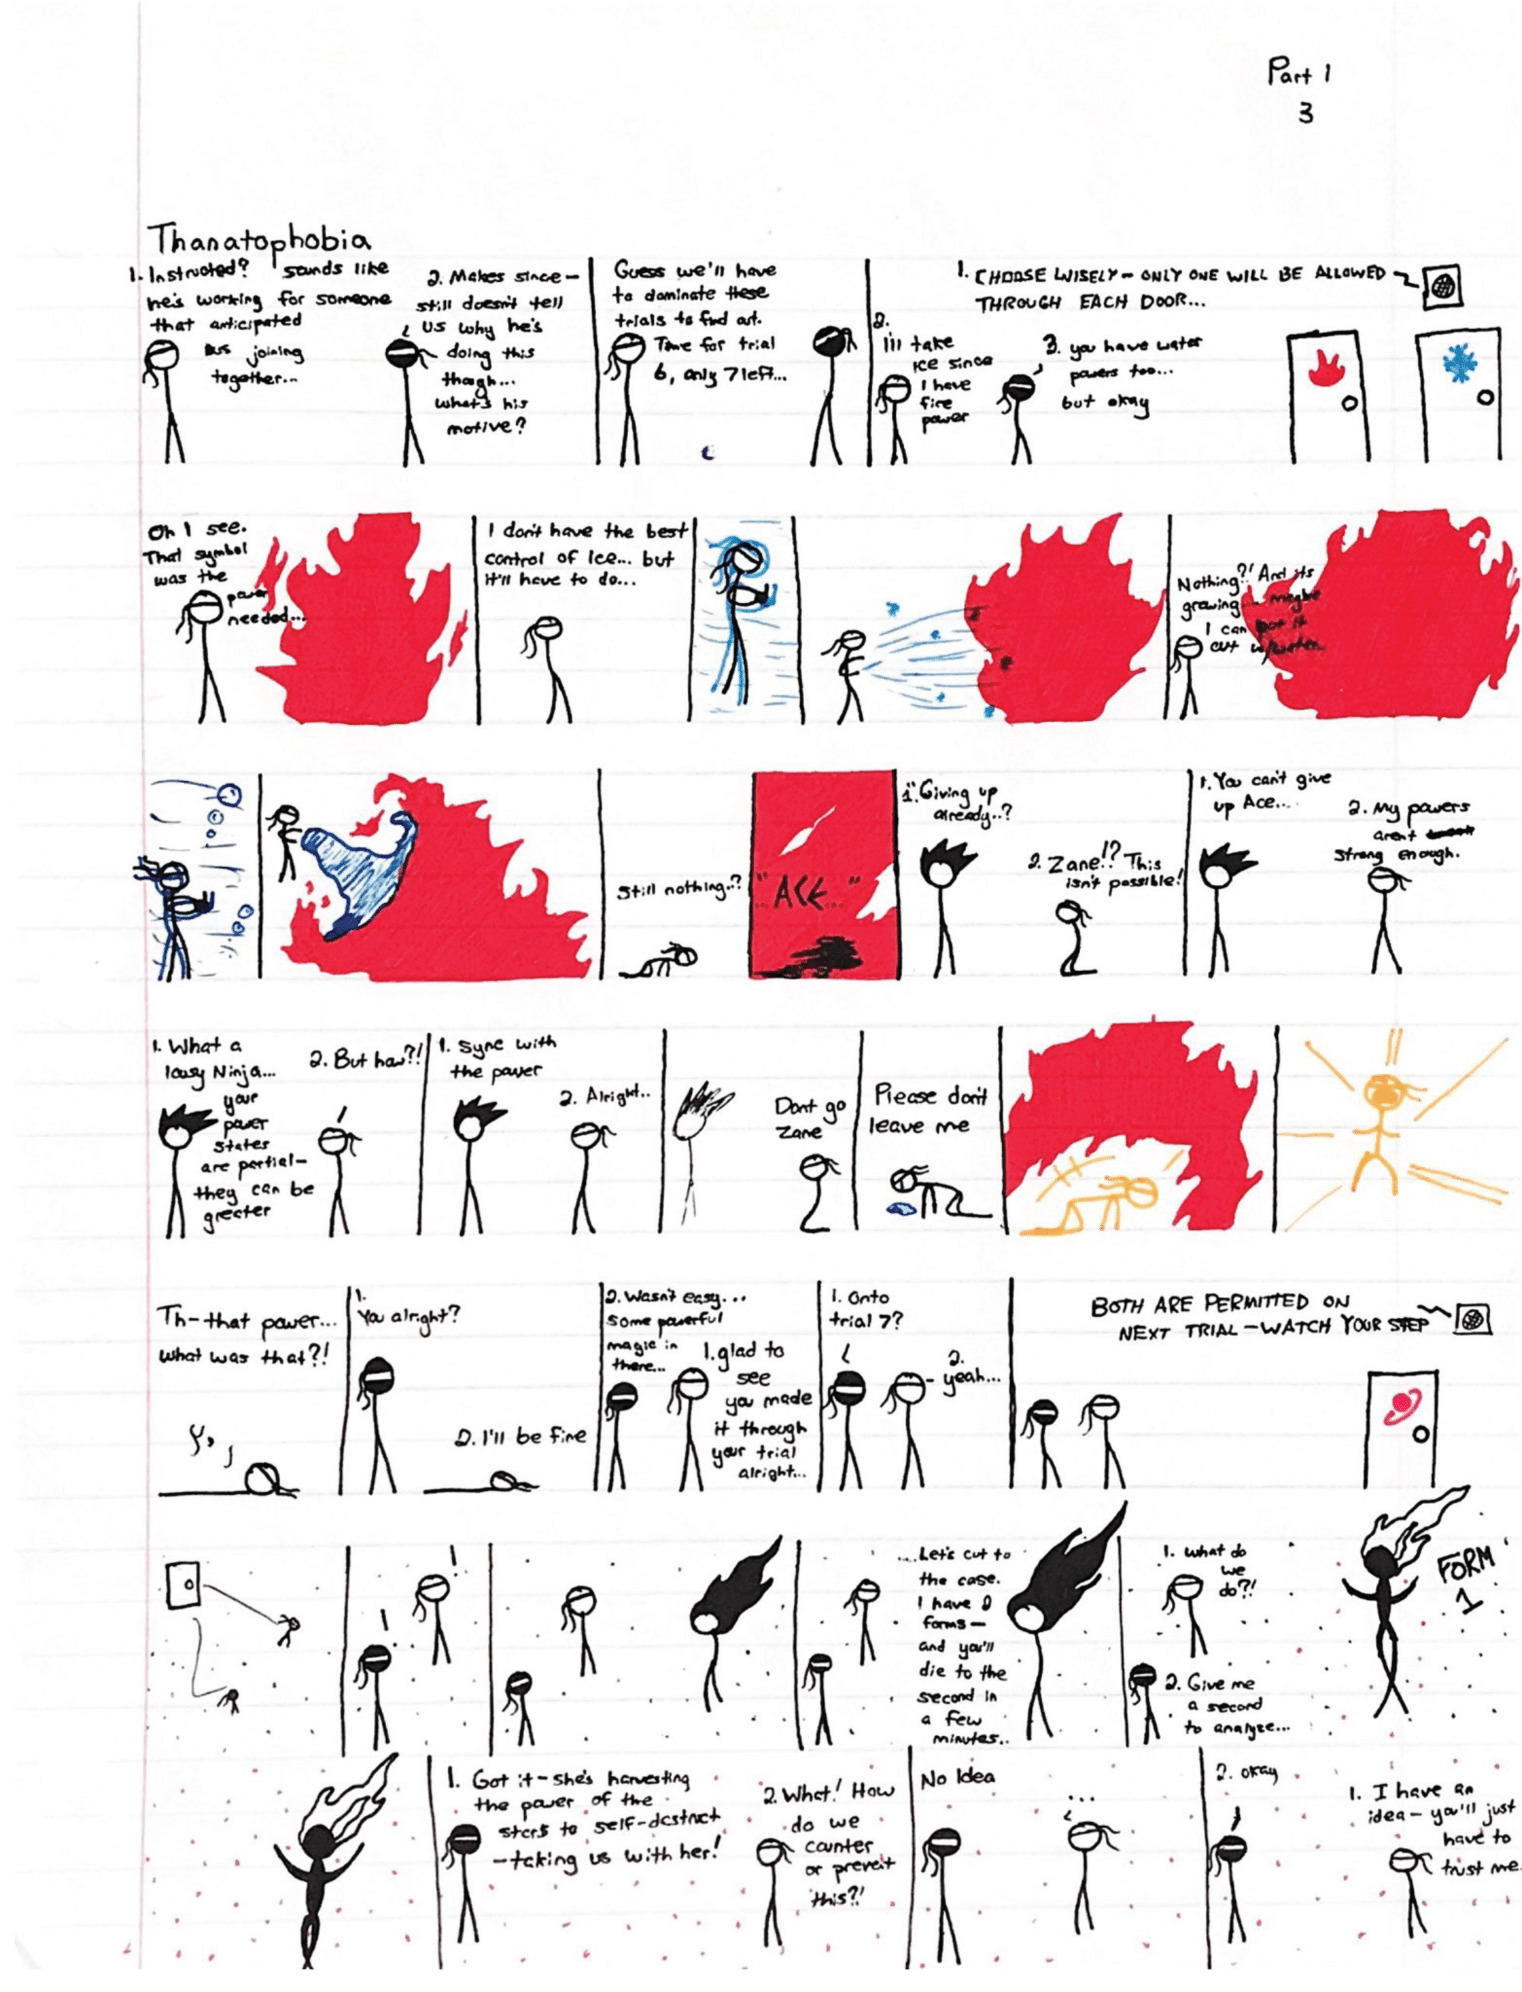 Part 1
3
Thanatophobia
1. Instructed? sounds like
he's working for someone
that anticipated
us joining
together...
2. Makes since-
still doesn't tell
us why he's
doing this
though...
what's his
motive?
Guess we'll have
to dominate these
trials to find out.
Time for trial
6, only 7 left...
1. CHOOSE WISELY - ONLY ONE WILL BE ALLOWED
THROUGH EACH DOOR...
2.
I'll take
ice since
I have
fire
power
3. you have water
powers too...
but okay
Oh I see.
That symbol
was the
power
needed...
I don't have the best
control of Ice... but
it'll have to do...
Nothing?! And its
growing - maybe
I can put it
out w/water.
Still nothing..?
"ACE..."
1. Giving up
already..?
2. Zane!? This
isn't possible!
1. You can't give
up Ace...
2. My powers
arent
strong enough.
1. What a
lousy Ninja...
your
power
states
are partial-
they can be
greater
2. But how?!
1. Sync with
the power
2. Alright..
Dont go
Zane
Please don't
leave me
Th-that power...
what was that?!
1.
You alright?
2. I'll be fine
2. Wasn't easy...
some powerful
magic in
there...
1. glad to
see
you made
it through
your trial
alright...
1. Onto
trial 7?
2.
yeah...
BOTH ARE PERMITTED ON
NEXT TRIAL - WATCH YOUR STEP
!
!
...Let's cut to
the case.
I have 2
forms-
and you'll
die to the
second in
a few
minutes..
1. What do
we
do?!
2. Give me
a second
to analyze...
FORM
1
1. Got it - she's harvesting
the power of the
stars to self-destruct
- taking us with her!
2. What! How
do we
counter
or prevent
this?!
No Idea
...
2. okay
1. I have an
idea - you'll just
have to
trust me